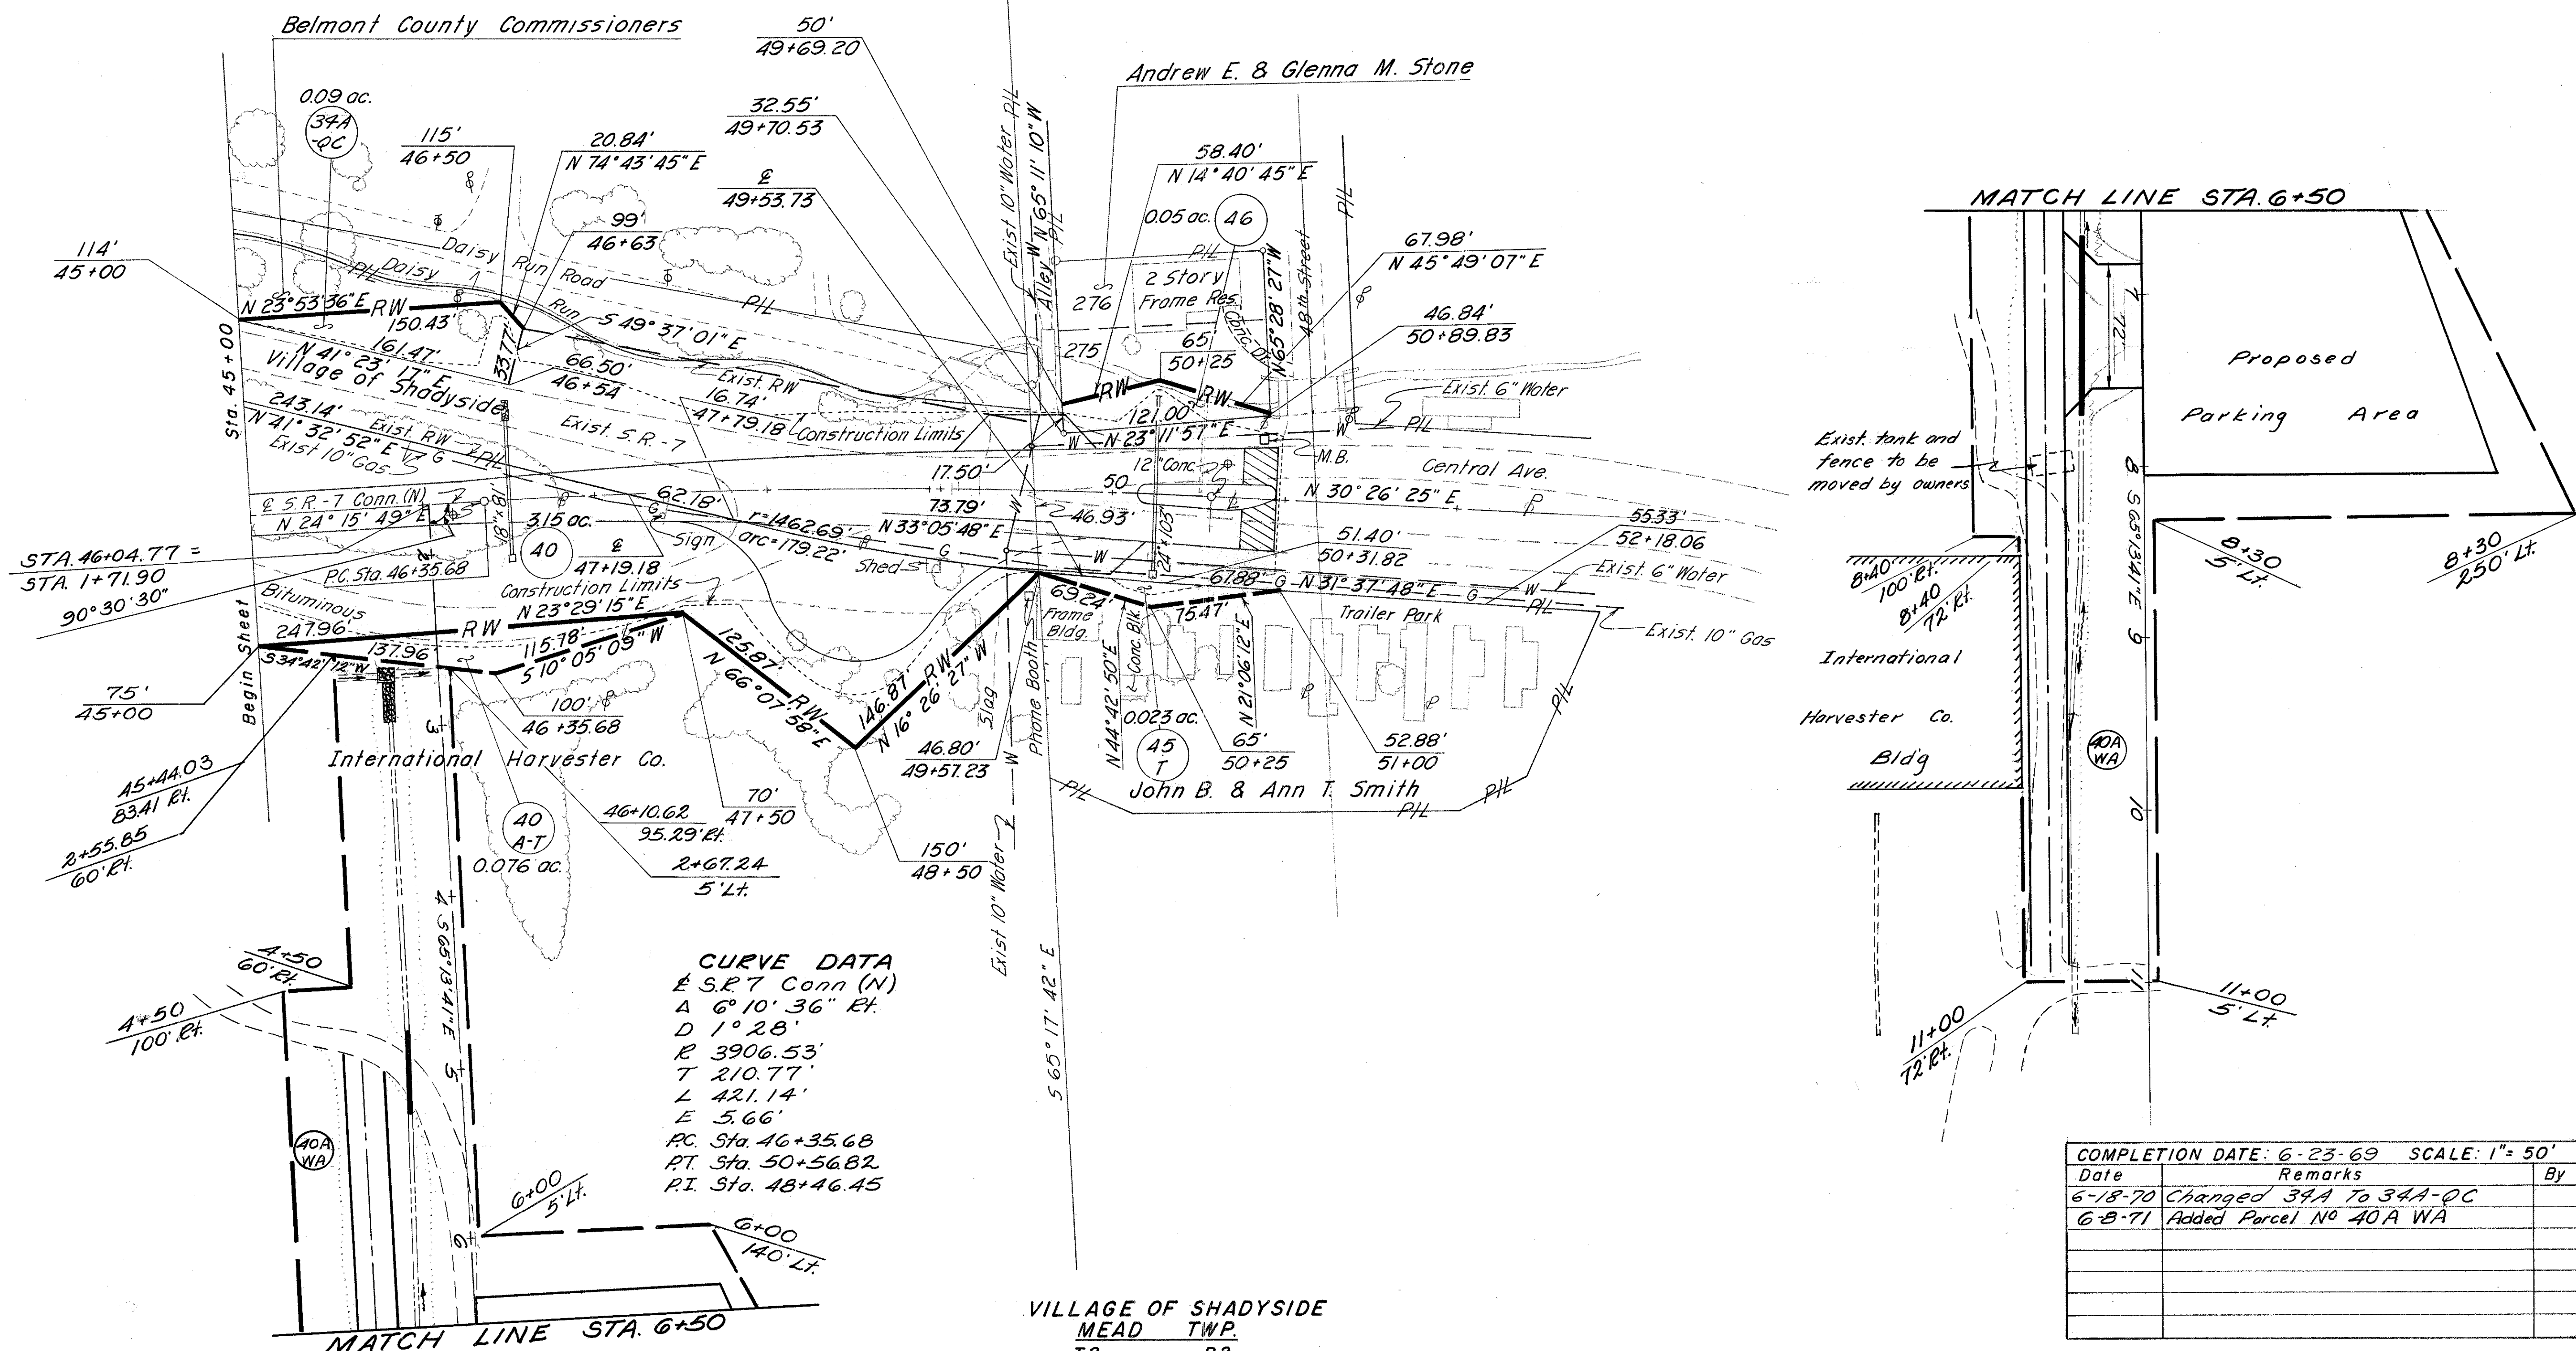 Belmont County Commissioners
50'
49+69.20
Andrew E. & Glenna M. Stone
0.09 ac.
34A
-QC
115'
46+50
20.84'
N 74° 43' 45" E
32.55'
49+70.53
℄
49+53.73
99'
46+63
Exist 10" Water
P/L
Alley
N 65° 11' 10" W
58.40'
N 14° 40' 45" E
0.05 ac.
46
P/L
67.98'
N 45° 49' 07" E
46.84'
50+89.83
114'
45+00
Daisy Run Road
P/L
Daisy Run
P/L
N 23° 53' 36" E
RW
150.43'
161.47'
N 41° 23' 17" E
Village of Shadyside
33.77'
S 49° 37' 01" E
66.50'
46+54
Exist. RW
16.74'
47+79.18
Construction Limits
276
275
P/L
2 Story
Frame Res.
Conc. Dr.
N 65° 28' 27" W
48th Street
65'
50+25
RW
RW
121.00'
N 23° 11' 57" E
W
W
Exist. 6" Water
P/L
M.B.
Sta. 45+00
243.14'
N 41° 32' 52" E
Exist. RW
P/L
Exist 10" Gas
G
Exist. S.R.-7
17.50'
12" Conc.
Central Ave.
50
N 30° 26' 25" E
℄ S.R.-7 Conn. (N)
N 24° 15' 49" E
18"x18"
62.18'
G
73.79'
N 33° 05' 48" E
46.93'
24"+103'
r=1462.69'
arc=179.22'
3.15 ac.
40
℄
47+19.18
Sign
Shed
G
W
51.40'
50+31.82
55.33'
52+18.06
STA. 46+04.77 =
STA. 1+71.90
90° 30' 30"
P.C. Sta. 46+35.68
Construction Limits
Bituminous
N 23° 29' 15" E
247.96'
RW
115.78'
S 10° 05' 09" W
137.96'
S 34° 42' 12" W
67.88'
G
N 31° 37' 48" E
G
W
P/L
Exist. 6" Water
69.24'
75.47'
Frame
Bldg.
Conc. Blk.
Trailer Park
Exist. 10" Gas
N 44° 42' 50" E
N 21° 06' 12" E
75'
45+00
Begin Sheet
125.87'
N 66° 07' 58" E
RW
146.87'
RW
N 16° 26' 27" W
Slag
Phone Booth
W
P/L
100'
46+35.68
3
International Harvester Co.
46.80'
49+57.23
0.023 ac.
45
T
65'
50+25
52.88'
51+00
John B. & Ann T. Smith
P/L
P/L
P/L
45+44.03
83.41 Rt.
2+55.85
60' Rt.
40
A-T
0.076 ac.
46+10.62
95.29' Rt.
2+67.24
5' Lt.
70'
47+50
150'
48+50
Exist 10" Water
W
S 65° 17' 42" E
4
S 65° 13' 41" E
5
4+50
60' Rt.
4+50
100' Rt.
CURVE DATA
℄ S.R. 7 Conn (N)
Δ 6° 10' 36" Rt.
D 1° 28'
R 3906.53'
T 210.77'
L 421.14'
E 5.66'
P.C. Sta. 46+35.68
P.T. Sta. 50+56.82
P.I. Sta. 48+46.45
40A
WA
6
6+00
5' Lt.
6+00
140' Lt.
MATCH LINE STA. 6+50
VILLAGE OF SHADYSIDE
MEAD TWP.
MATCH LINE STA. 6+50
7
72'
Proposed
Parking Area
Exist. tank and
fence to be
moved by owners
8
S 65° 13' 41" E
8+30
5' Lt.
8+30
250' Lt.
8+40
100' Rt.
8+40
72' Rt.
9
International
Harvester Co.
Bldg
40A
WA
10
11
11+00
5' Lt.
11+00
72' Rt.
COMPLETION DATE: 6-23-69 SCALE: 1" = 50'
Date Remarks By
6-18-70 Changed 34A To 34A-QC
6-8-71 Added Parcel No 40A WA